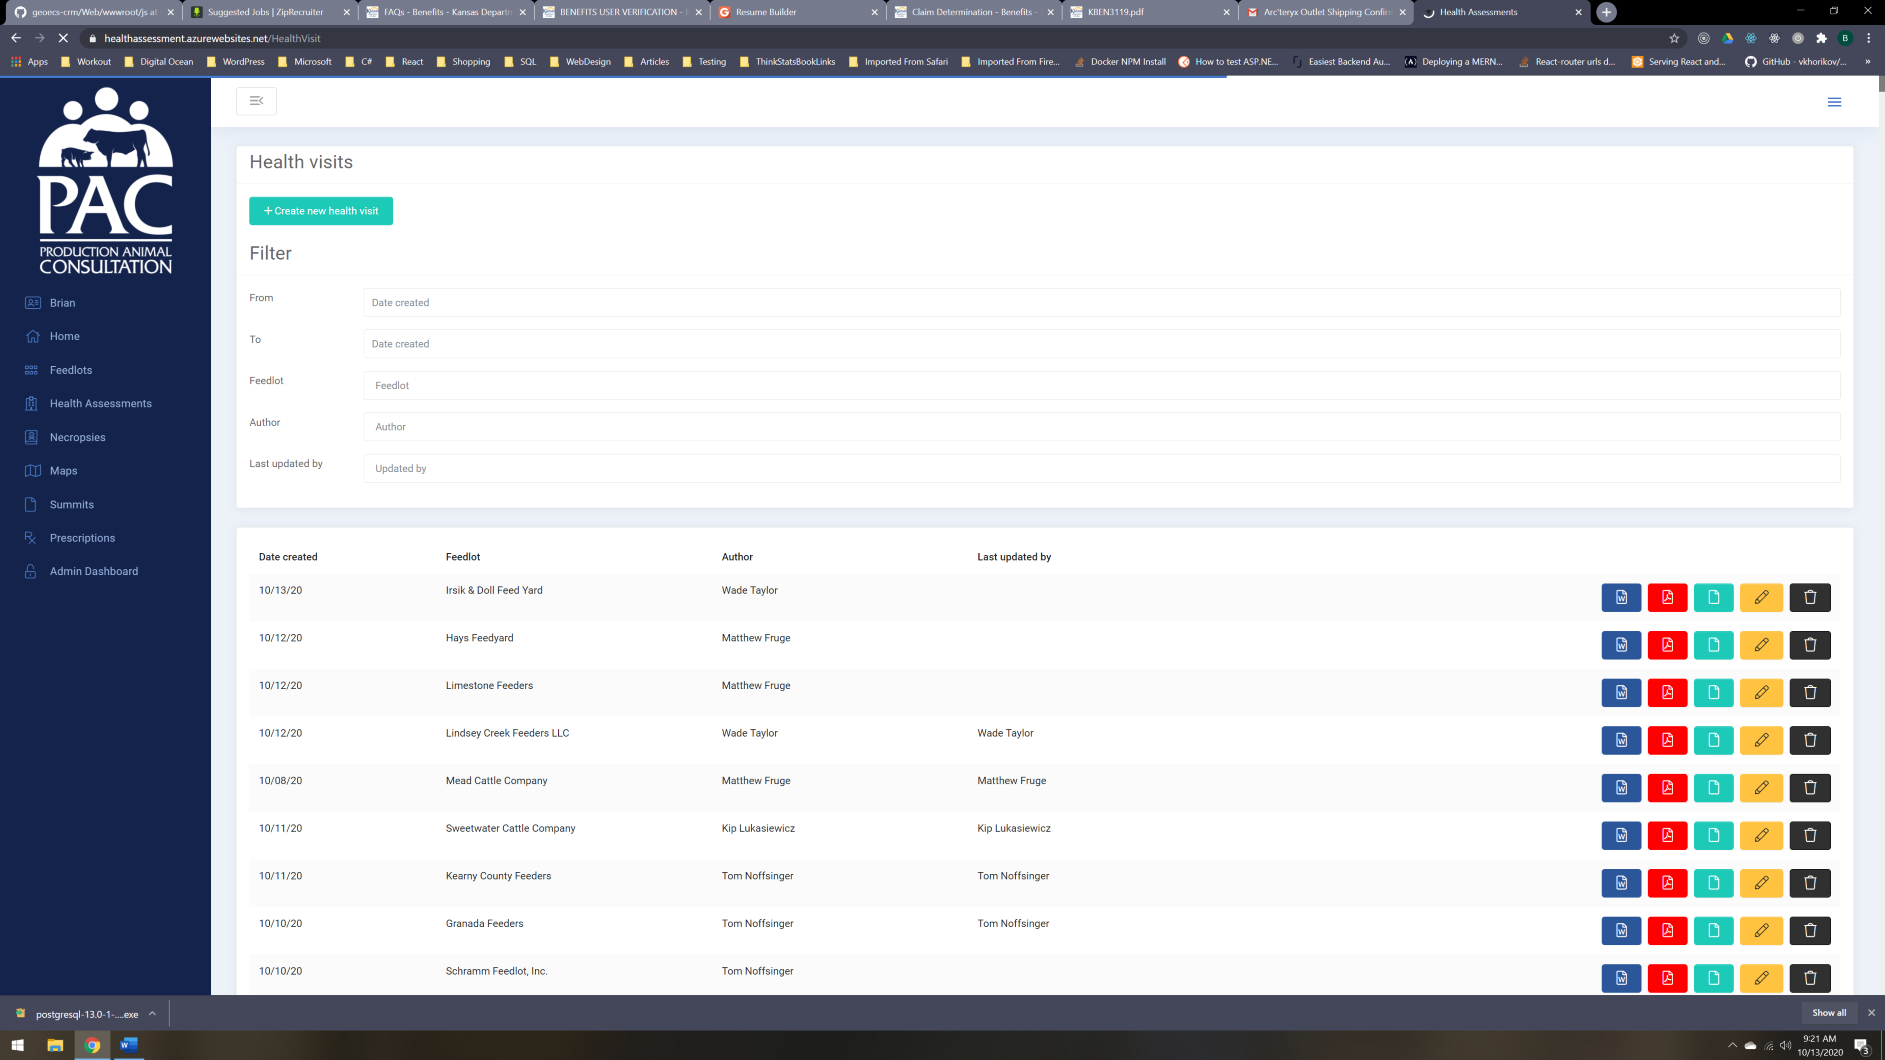 geoecs-crm/Web/wwwroot/js at
Suggested Jobs | ZipRecruiter
FAQs - Benefits - Kansas Departm
BENEFITS USER VERIFICATION -
Resume Builder
Claim Determination - Benefits -
KBEN3119.pdf
Arc'teryx Outlet Shipping Confirm
Health Assessments
healthassessment.azurewebsites.net/HealthVisit
B
Apps
Workout
Digital Ocean
WordPress
Microsoft
C#
React
Shopping
SQL
WebDesign
Articles
Testing
ThinkStatsBookLinks
Imported From Safari
Imported From Fire...
Docker NPM Install
How to test ASP.NE...
Easiest Backend Au...
Deploying a MERN...
React-router urls d...
Serving React and...
GitHub - vkhorikov/...
»
PAC
PRODUCTION ANIMAL
CONSULTATION
Brian
Home
Feedlots
Health Assessments
Necropsies
Maps
Summits
Prescriptions
Admin Dashboard
Health visits
+ Create new health visit
Filter
From
Date created
To
Date created
Feedlot
Feedlot
Author
Author
Last updated by
Updated by
Date created Feedlot Author Last updated by
10/13/20 Irsik & Doll Feed Yard Wade Taylor
10/12/20 Hays Feedyard Matthew Fruge
10/12/20 Limestone Feeders Matthew Fruge
10/12/20 Lindsey Creek Feeders LLC Wade Taylor Wade Taylor
10/08/20 Mead Cattle Company Matthew Fruge Matthew Fruge
10/11/20 Sweetwater Cattle Company Kip Lukasiewicz Kip Lukasiewicz
10/11/20 Kearny County Feeders Tom Noffsinger Tom Noffsinger
10/10/20 Granada Feeders Tom Noffsinger Tom Noffsinger
10/10/20 Schramm Feedlot, Inc. Tom Noffsinger
postgresql-13.0-1-....exe
Show all
9:21 AM
10/13/2020
3